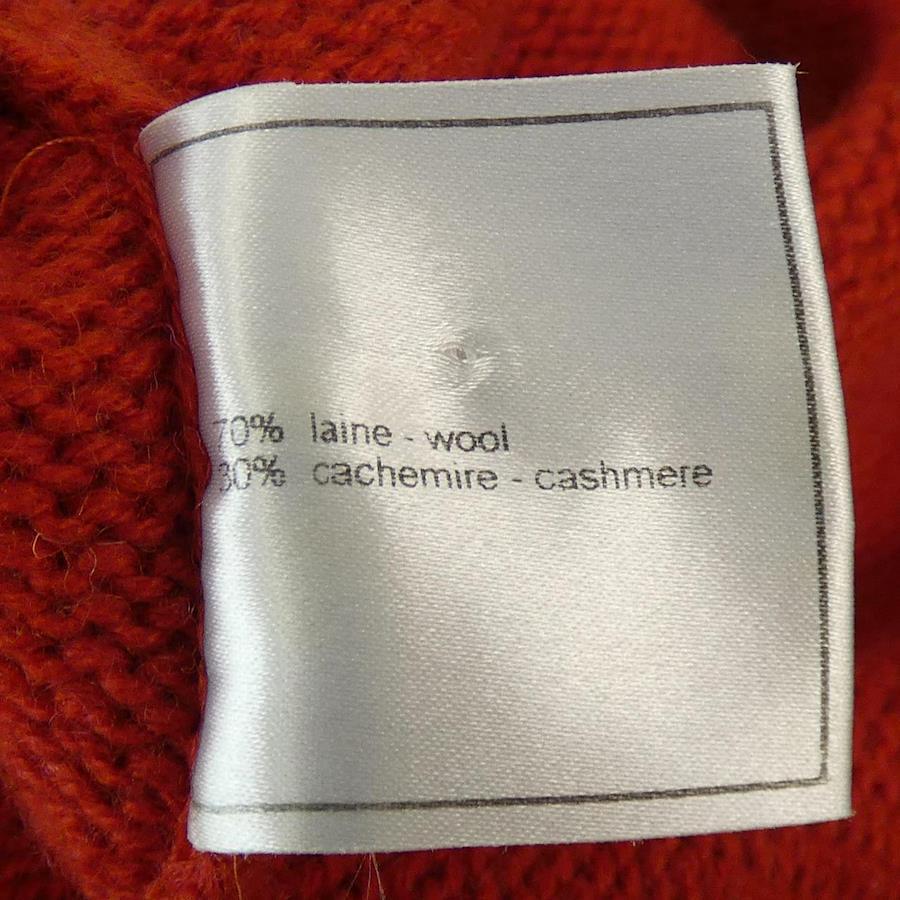 70% laine - wool
30% cachemire - cashmere